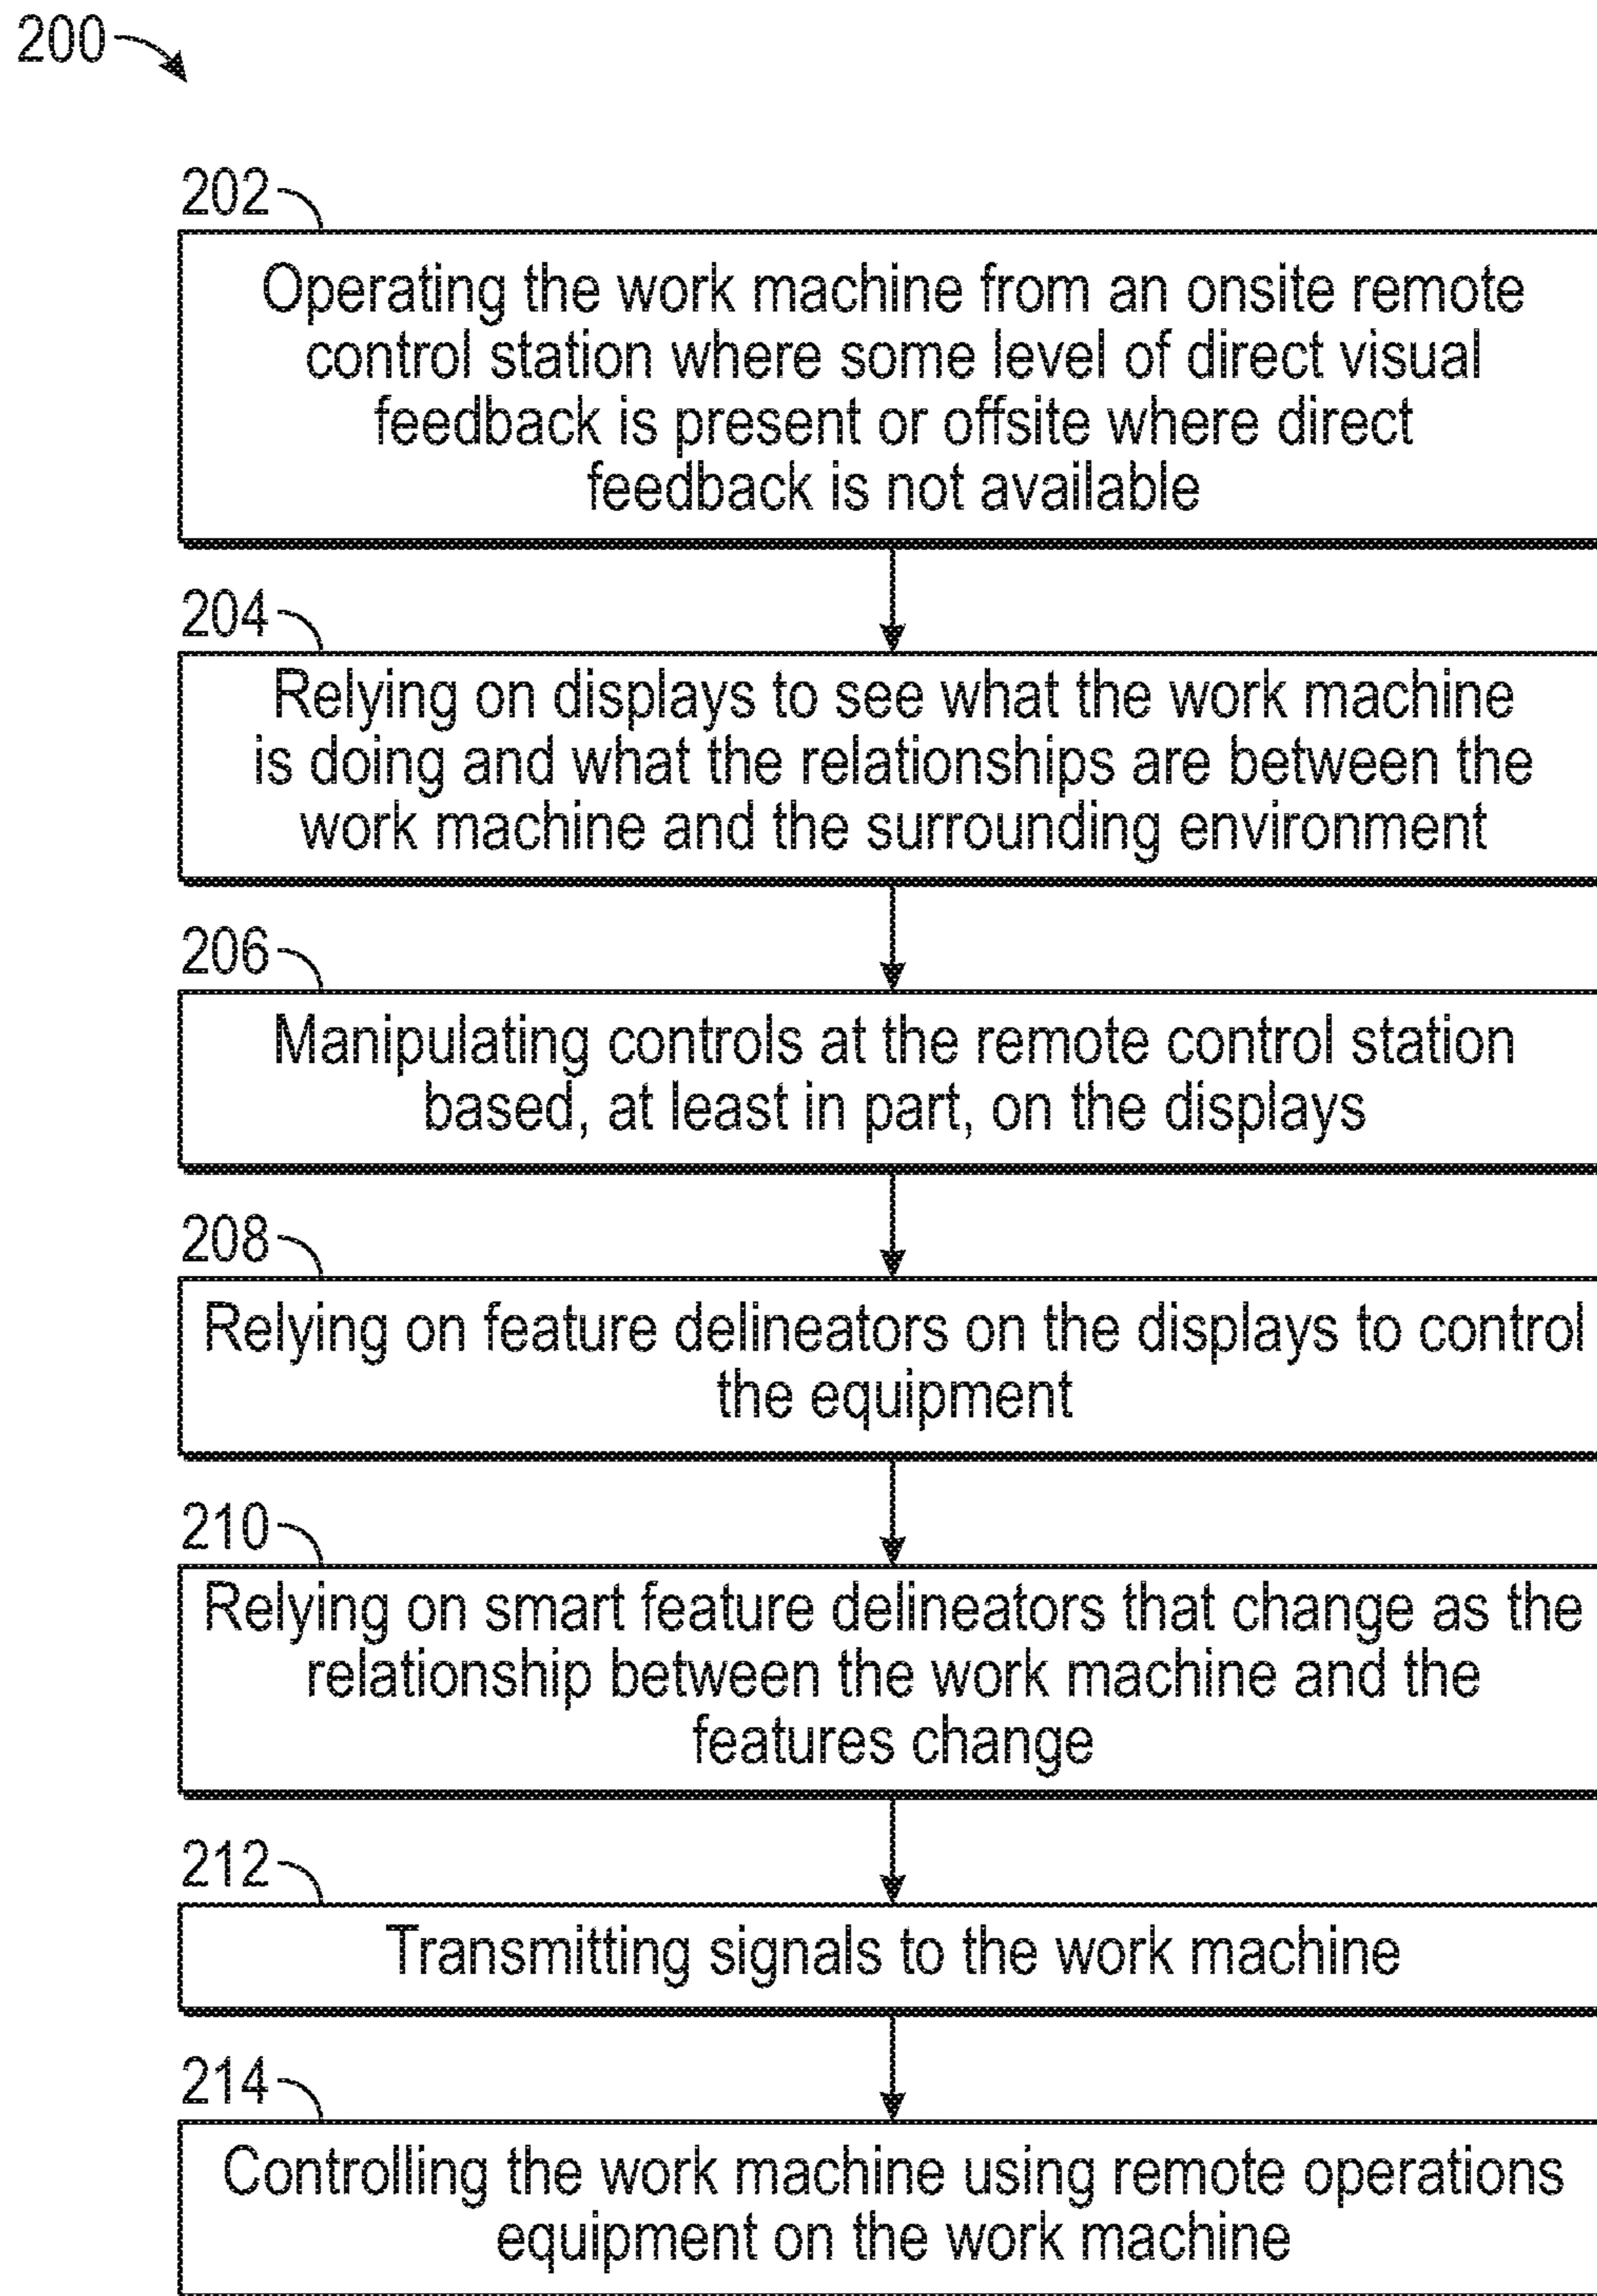 200
202
Operating the work machine from an onsite remote
control station where some level of direct visual
feedback is present or offsite where direct
feedback is not available
204
Relying on displays to see what the work machine
is doing and what the relationships are between the
work machine and the surrounding environment
206
Manipulating controls at the remote control station
based, at least in part, on the displays
208
Relying on feature delineators on the displays to control
the equipment
210
Relying on smart feature delineators that change as the
relationship between the work machine and the
features change
212
Transmitting signals to the work machine
214
Controlling the work machine using remote operations
equipment on the work machine